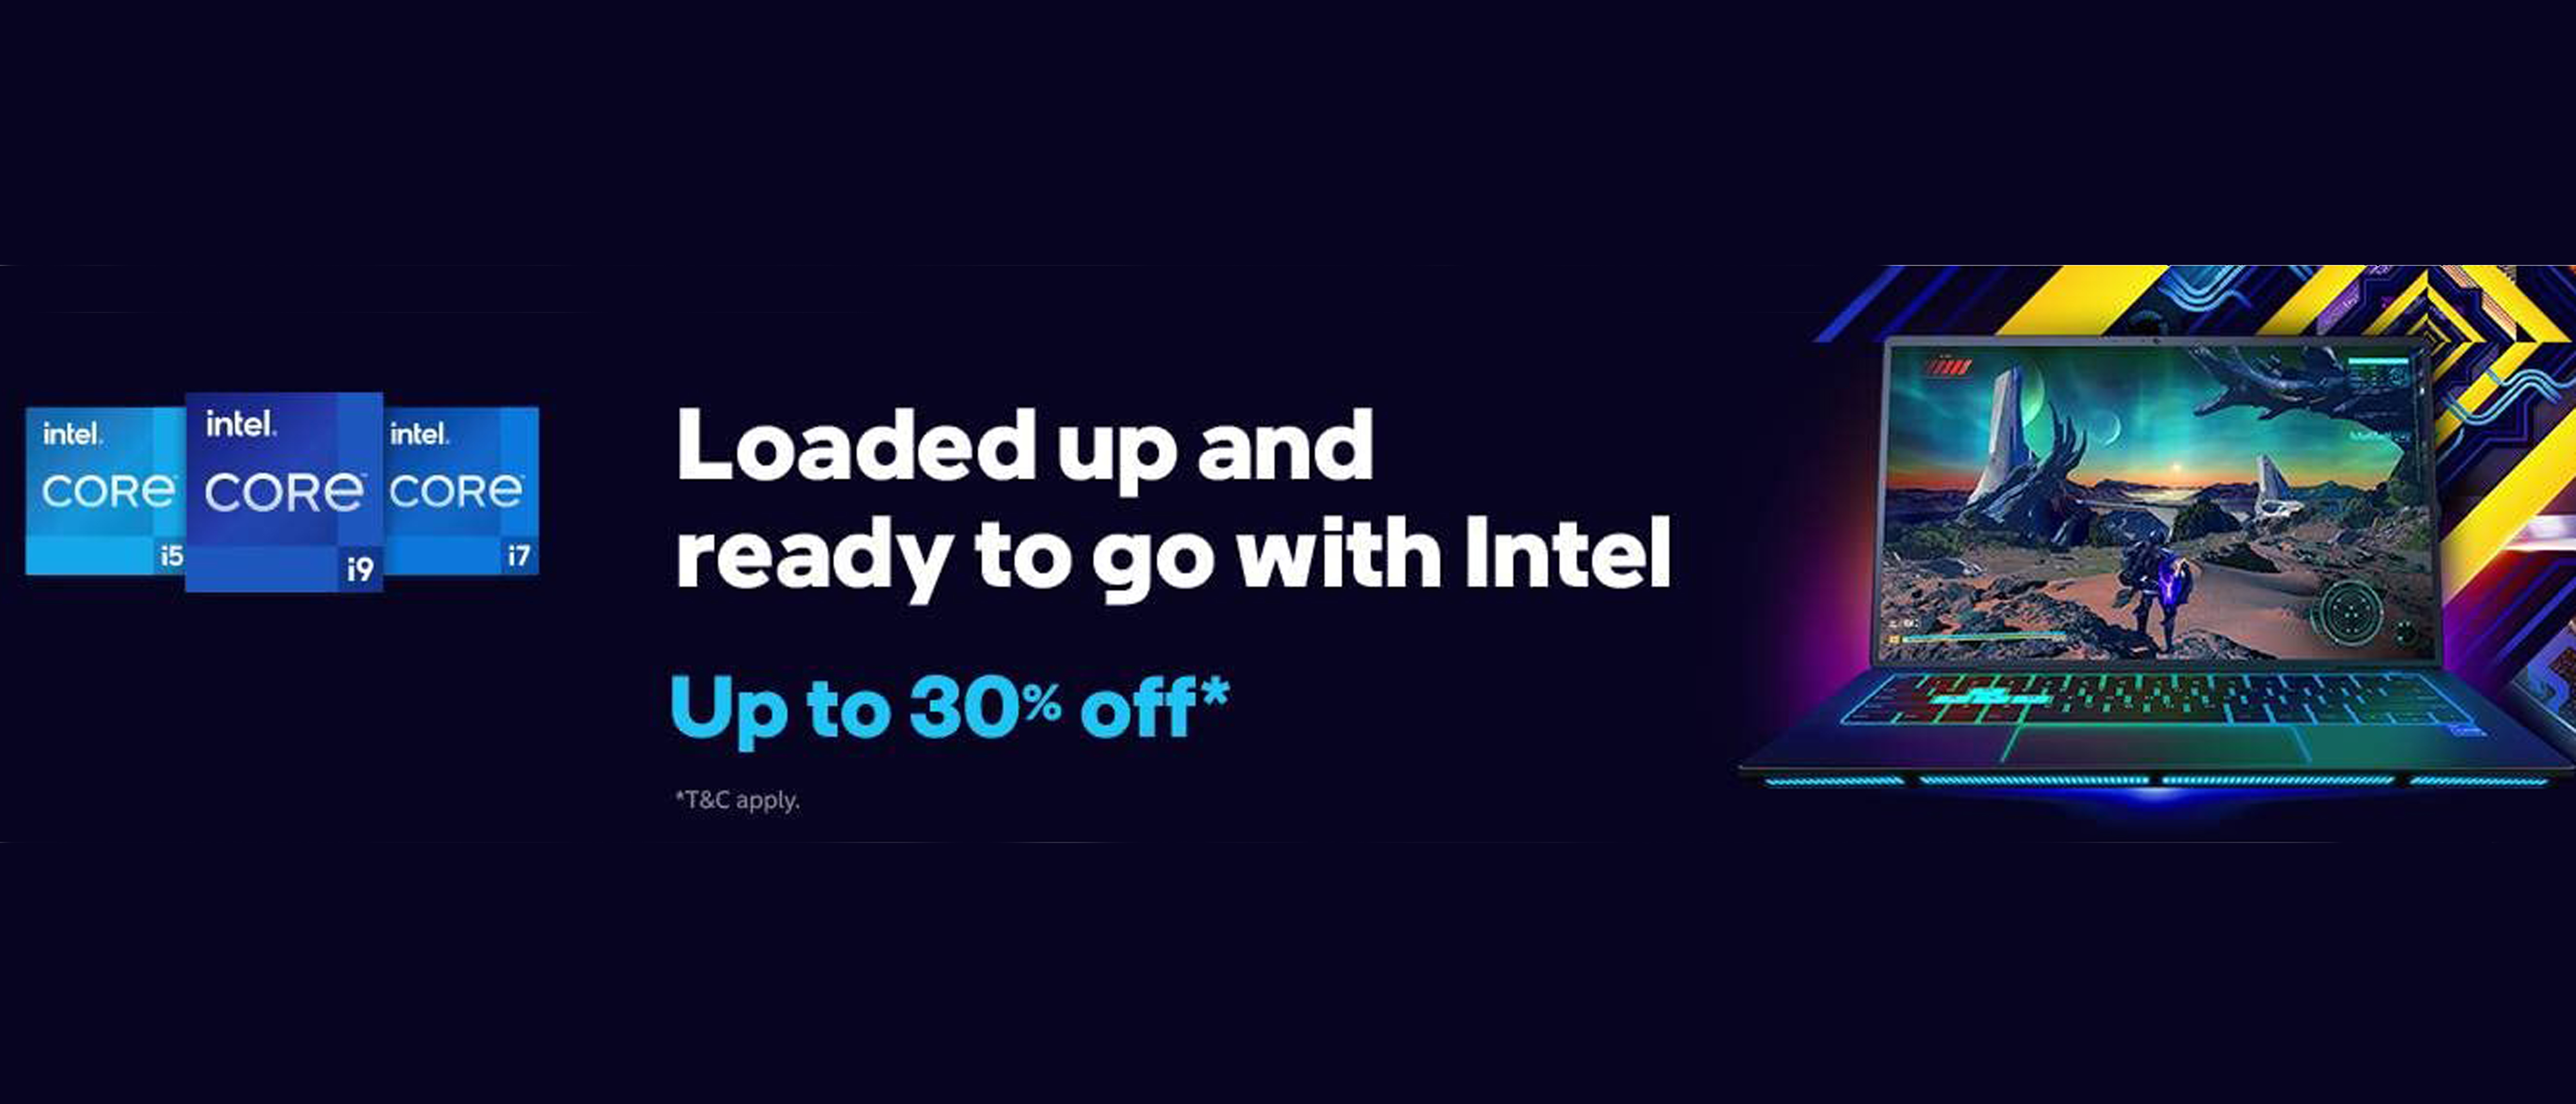 intel.
CORE
i5
intel.
CORE™
i9
intel.
CORE
i7
Loaded up and
ready to go with Intel
Up to 30% off*
*T&C apply.